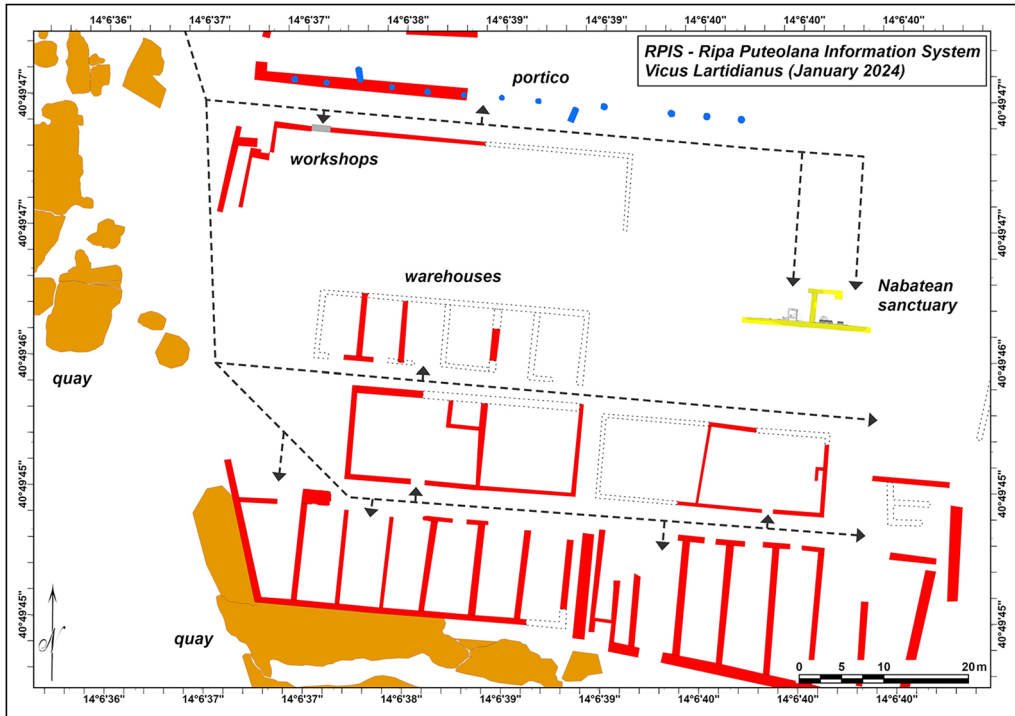 14°6'36" 14°6'37" 14°6'37" 14°6'38" 14°6'39" 14°6'39" 14°6'40" 14°6'40" 14°6'40"
RPIS - Ripa Puteolana Information System
Vicus Lartidianus (January 2024)
portico
40°49'47" 40°49'47"
workshops
40°49'47" 40°49'47"
warehouses
Nabatean
sanctuary
40°49'46" 40°49'46"
quay
40°49'45" 40°49'45"
40°49'45" 40°49'45"
quay
N
0 5 10 20 m
14°6'36" 14°6'37" 14°6'37" 14°6'38" 14°6'39" 14°6'39" 14°6'40" 14°6'40" 14°6'40"